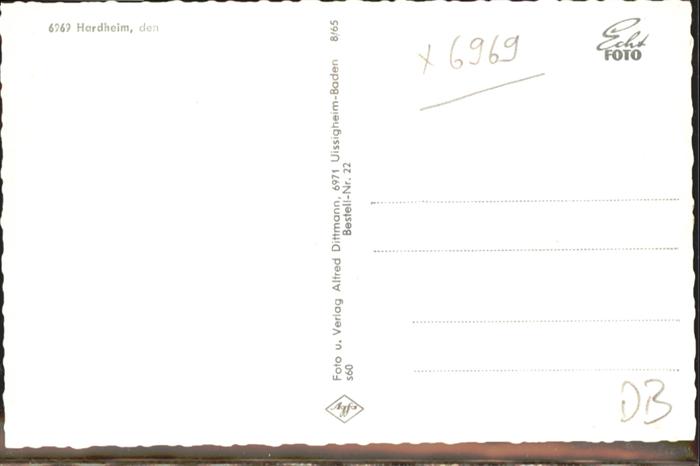 6969 Hardheim, den
Foto u. Verlag Alfred Dittmann, 6971 Uissigheim-Baden 8/65
Bestell-Nr. 22
s60
Agfa
x 6969
Echt
FOTO
DB